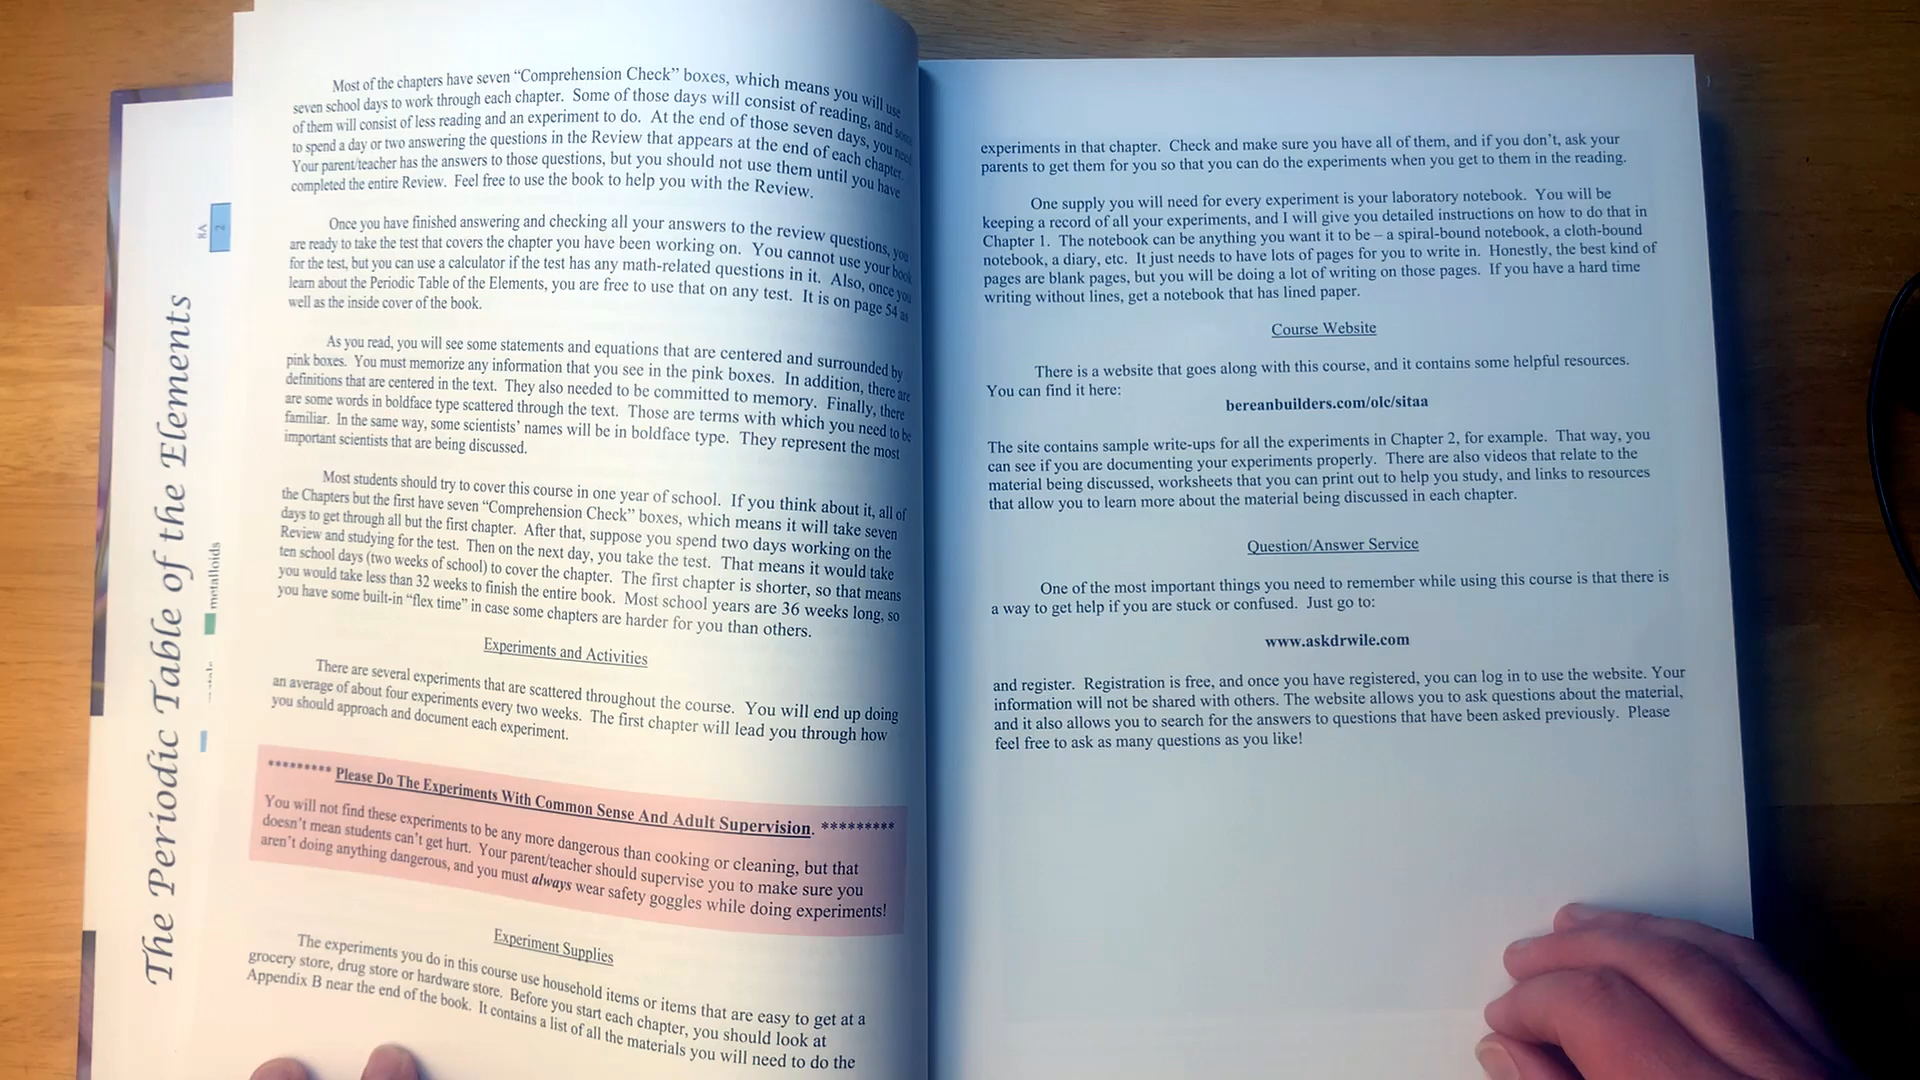 The Periodic Table of the Elements
8A
2
metalloids
Most of the chapters have seven “Comprehension Check” boxes, which means you will use
seven school days to work through each chapter. Some of those days will consist of reading, and some
of them will consist of less reading and an experiment to do. At the end of those seven days, you need
to spend a day or two answering the questions in the Review that appears at the end of each chapter.
Your parent/teacher has the answers to those questions, but you should not use them until you have
completed the entire Review. Feel free to use the book to help you with the Review.
Once you have finished answering and checking all your answers to the review questions, you
are ready to take the test that covers the chapter you have been working on. You cannot use your book
for the test, but you can use a calculator if the test has any math-related questions in it. Also, once you
learn about the Periodic Table of the Elements, you are free to use that on any test. It is on page 54 as
well as the inside cover of the book.
As you read, you will see some statements and equations that are centered and surrounded by
pink boxes. You must memorize any information that you see in the pink boxes. In addition, there are
definitions that are centered in the text. They also needed to be committed to memory. Finally, there
are some words in boldface type scattered through the text. Those are terms with which you need to be
familiar. In the same way, some scientists’ names will be in boldface type. They represent the most
important scientists that are being discussed.
Most students should try to cover this course in one year of school. If you think about it, all of
the Chapters but the first have seven “Comprehension Check” boxes, which means it will take seven
days to get through all but the first chapter. After that, suppose you spend two days working on the
Review and studying for the test. Then on the next day, you take the test. That means it would take
ten school days (two weeks of school) to cover the chapter. The first chapter is shorter, so that means
you would take less than 32 weeks to finish the entire book. Most school years are 36 weeks long, so
you have some built-in “flex time” in case some chapters are harder for you than others.
Experiments and Activities
There are several experiments that are scattered throughout the course. You will end up doing
an average of about four experiments every two weeks. The first chapter will lead you through how
you should approach and document each experiment.
********* Please Do The Experiments With Common Sense And Adult Supervision. *********
You will not find these experiments to be any more dangerous than cooking or cleaning, but that
doesn’t mean students can’t get hurt. Your parent/teacher should supervise you to make sure you
aren’t doing anything dangerous, and you must always wear safety goggles while doing experiments!
Experiment Supplies
The experiments you do in this course use household items or items that are easy to get at a
grocery store, drug store or hardware store. Before you start each chapter, you should look at
Appendix B near the end of the book. It contains a list of all the materials you will need to do the
experiments in that chapter. Check and make sure you have all of them, and if you don’t, ask your
parents to get them for you so that you can do the experiments when you get to them in the reading.
One supply you will need for every experiment is your laboratory notebook. You will be
keeping a record of all your experiments, and I will give you detailed instructions on how to do that in
Chapter 1. The notebook can be anything you want it to be – a spiral-bound notebook, a cloth-bound
notebook, a diary, etc. It just needs to have lots of pages for you to write in. Honestly, the best kind of
pages are blank pages, but you will be doing a lot of writing on those pages. If you have a hard time
writing without lines, get a notebook that has lined paper.
Course Website
There is a website that goes along with this course, and it contains some helpful resources.
You can find it here:
bereanbuilders.com/olc/sitaa
The site contains sample write-ups for all the experiments in Chapter 2, for example. That way, you
can see if you are documenting your experiments properly. There are also videos that relate to the
material being discussed, worksheets that you can print out to help you study, and links to resources
that allow you to learn more about the material being discussed in each chapter.
Question/Answer Service
One of the most important things you need to remember while using this course is that there is
a way to get help if you are stuck or confused. Just go to:
www.askdrwile.com
and register. Registration is free, and once you have registered, you can log in to use the website. Your
information will not be shared with others. The website allows you to ask questions about the material,
and it also allows you to search for the answers to questions that have been asked previously. Please
feel free to ask as many questions as you like!